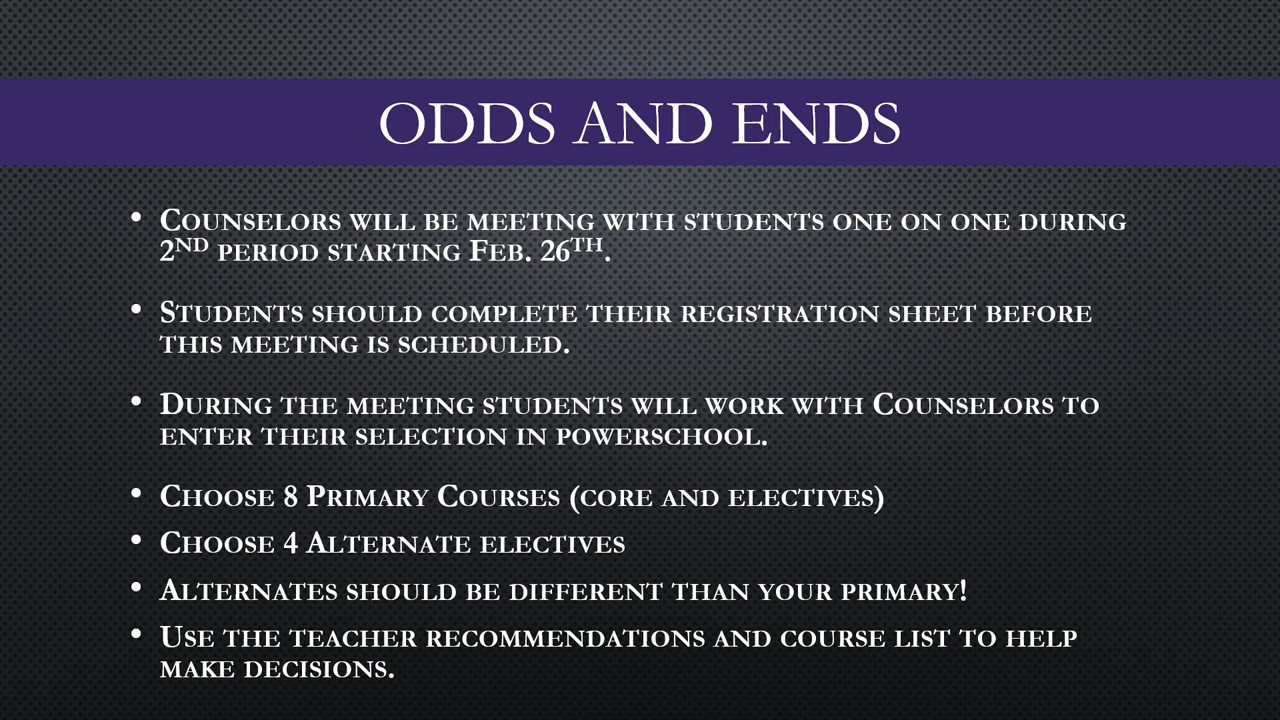 ODDS AND ENDS
• Counselors will be meeting with students one on one during
2nd period starting Feb. 26th.
• Students should complete their registration sheet before
this meeting is scheduled.
• During the meeting students will work with Counselors to
enter their selection in powerschool.
• Choose 8 Primary Courses (core and electives)
• Choose 4 Alternate electives
• Alternates should be different than your primary!
• Use the teacher recommendations and course list to help
make decisions.